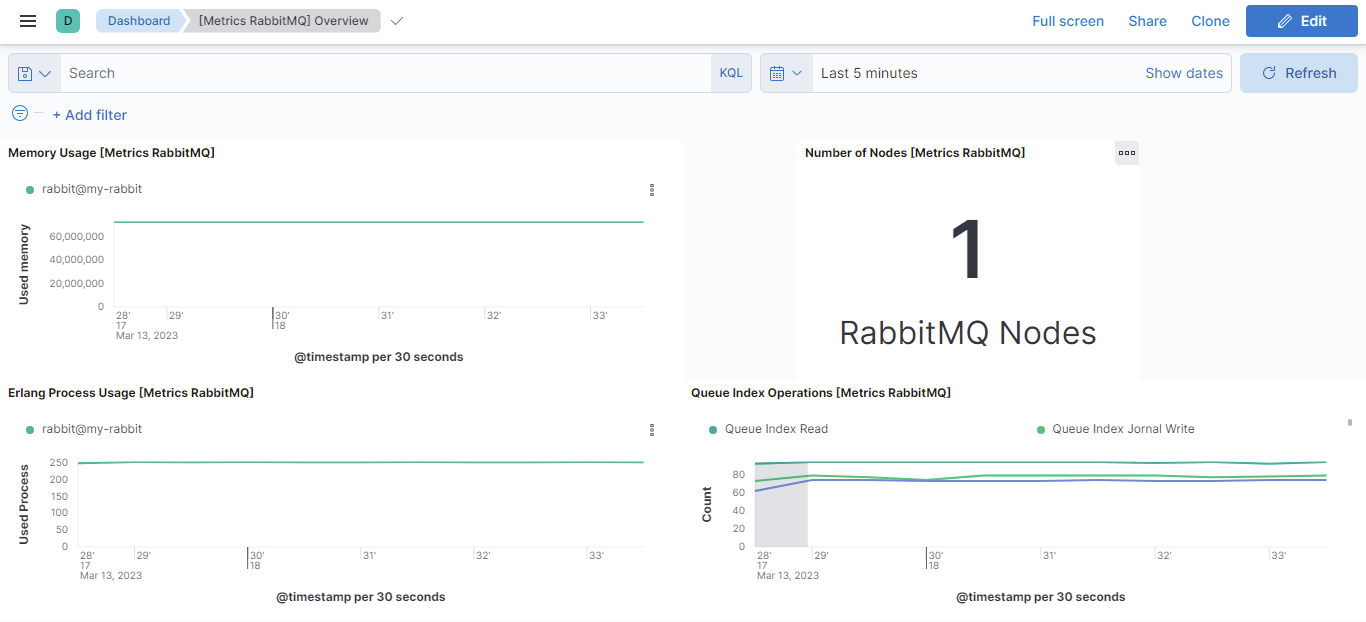 D Dashboard [Metrics RabbitMQ] Overview Full screen Share Clone Edit
Search KQL Last 5 minutes Show dates Refresh
+ Add filter
Memory Usage [Metrics RabbitMQ]
rabbit@my-rabbit
Used memory
60,000,000
40,000,000
20,000,000
0
28' 29' 30' 31' 32' 33'
17 18
Mar 13, 2023
@timestamp per 30 seconds
Number of Nodes [Metrics RabbitMQ]
1
RabbitMQ Nodes
Erlang Process Usage [Metrics RabbitMQ]
rabbit@my-rabbit
Used Process
250
200
150
100
50
0
28' 29' 30' 31' 32' 33'
17 18
Mar 13, 2023
@timestamp per 30 seconds
Queue Index Operations [Metrics RabbitMQ]
Queue Index Read Queue Index Jornal Write
Count
80
60
40
20
0
28' 29' 30' 31' 32' 33'
17 18
Mar 13, 2023
@timestamp per 30 seconds